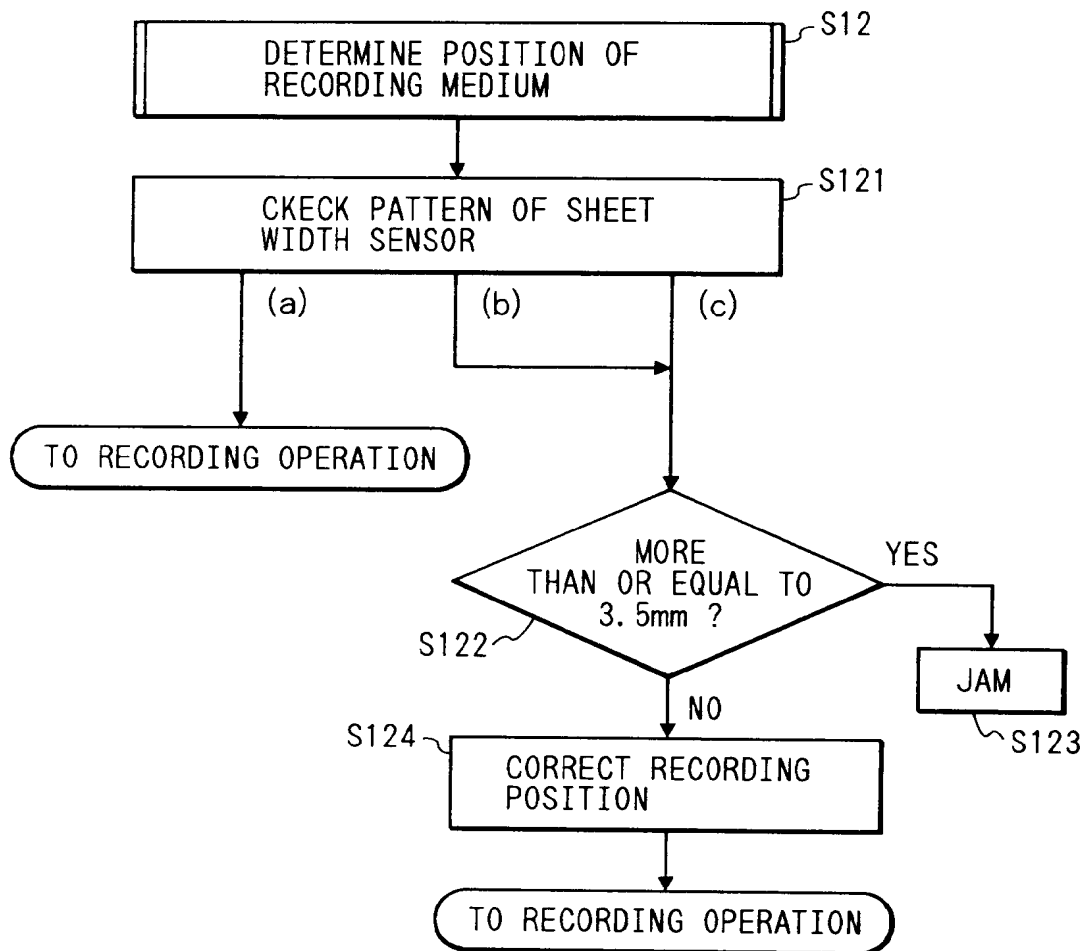 S12
DETERMINE POSITION OF
RECORDING MEDIUM
S121
CKECK PATTERN OF SHEET
WIDTH SENSOR
(a)
(b)
(c)
TO RECORDING OPERATION
MORE
THAN OR EQUAL TO
3.5mm ?
YES
S122
JAM
S123
NO
S124
CORRECT RECORDING
POSITION
TO RECORDING OPERATION